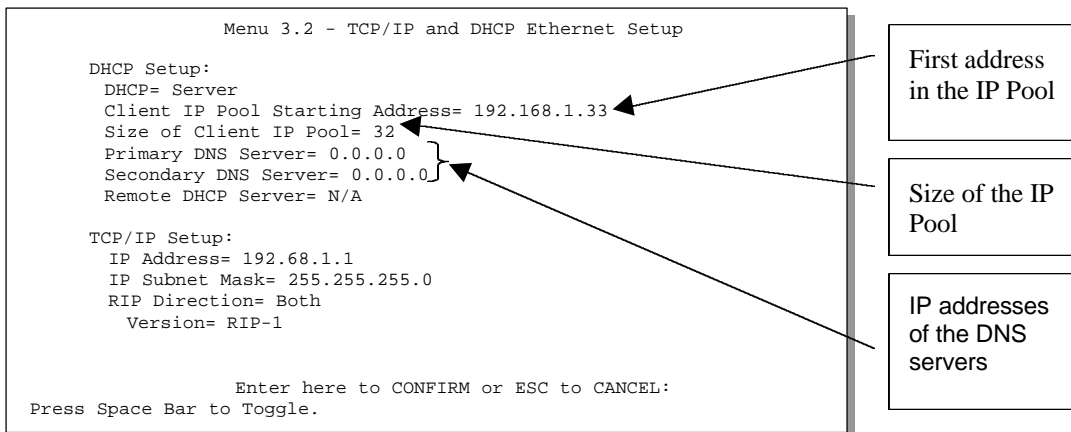 Menu 3.2 - TCP/IP and DHCP Ethernet Setup
DHCP Setup:
DHCP= Server
Client IP Pool Starting Address= 192.168.1.33
Size of Client IP Pool= 32
Primary DNS Server= 0.0.0.0
Secondary DNS Server= 0.0.0.0
Remote DHCP Server= N/A
TCP/IP Setup:
IP Address= 192.68.1.1
IP Subnet Mask= 255.255.255.0
RIP Direction= Both
Version= RIP-1
Enter here to CONFIRM or ESC to CANCEL:
Press Space Bar to Toggle.
First address
in the IP Pool
Size of the IP
Pool
IP addresses
of the DNS
servers